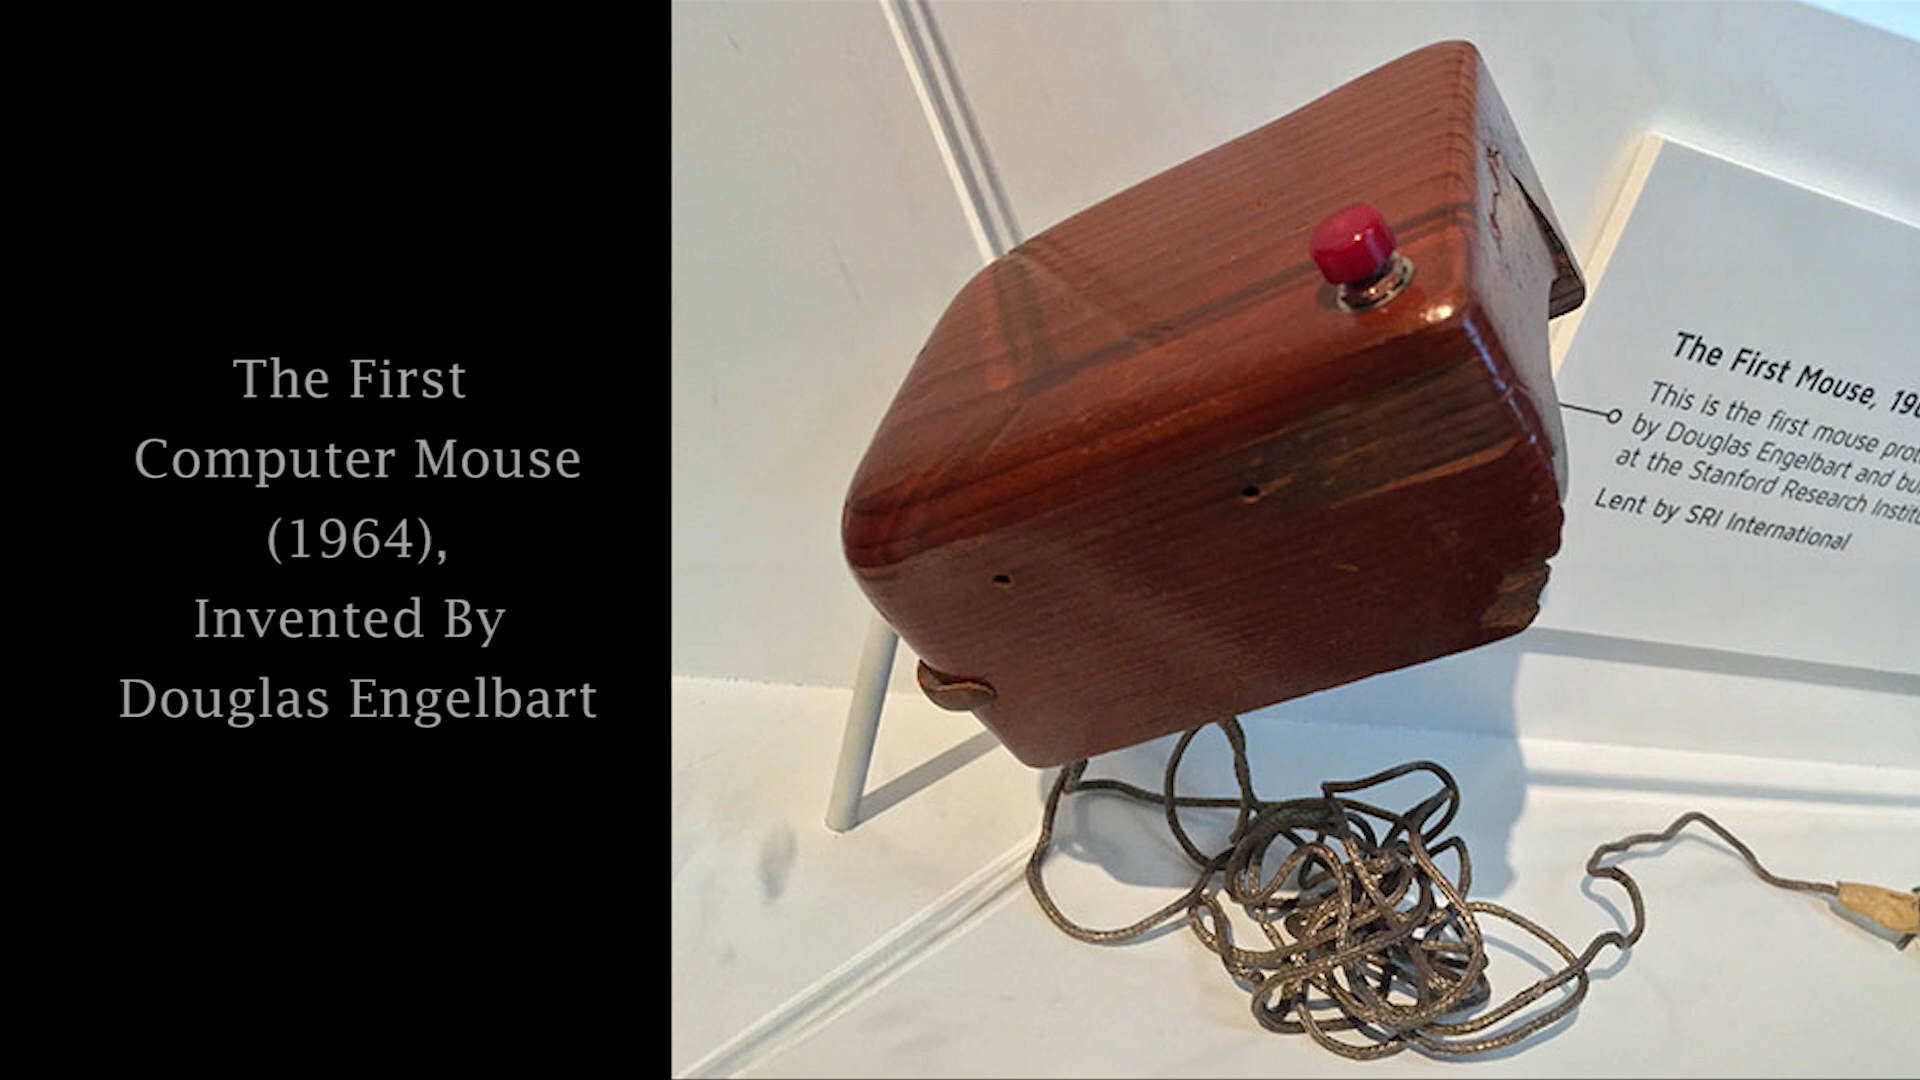 The First
Computer Mouse
(1964),
Invented By
Douglas Engelbart
The First Mouse,
This is the first mouse
by Douglas Engelbart and
at the Stanford Research
Lent by SRI International